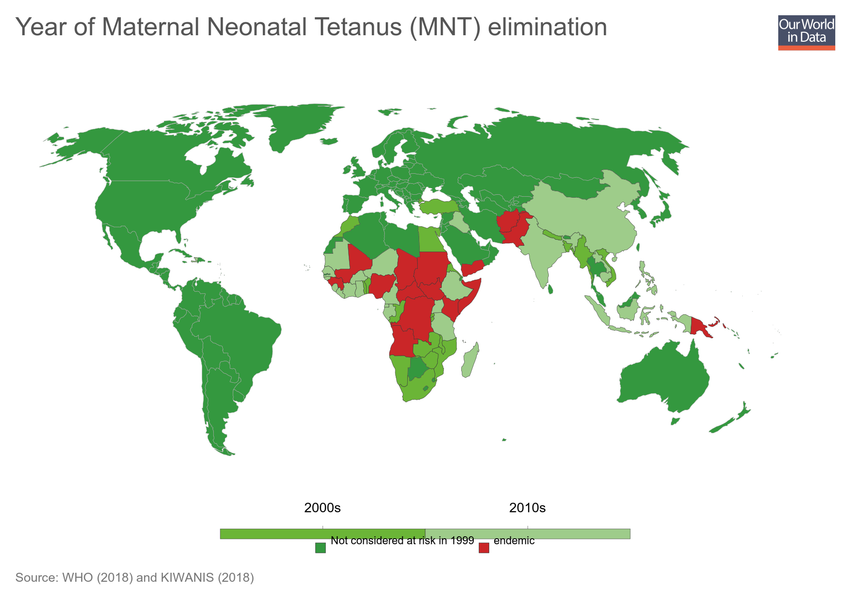 Year of Maternal Neonatal Tetanus (MNT) elimination
Our World
in Data
2000s 2010s
Not considered at risk in 1999 endemic
Source: WHO (2018) and KIWANIS (2018)